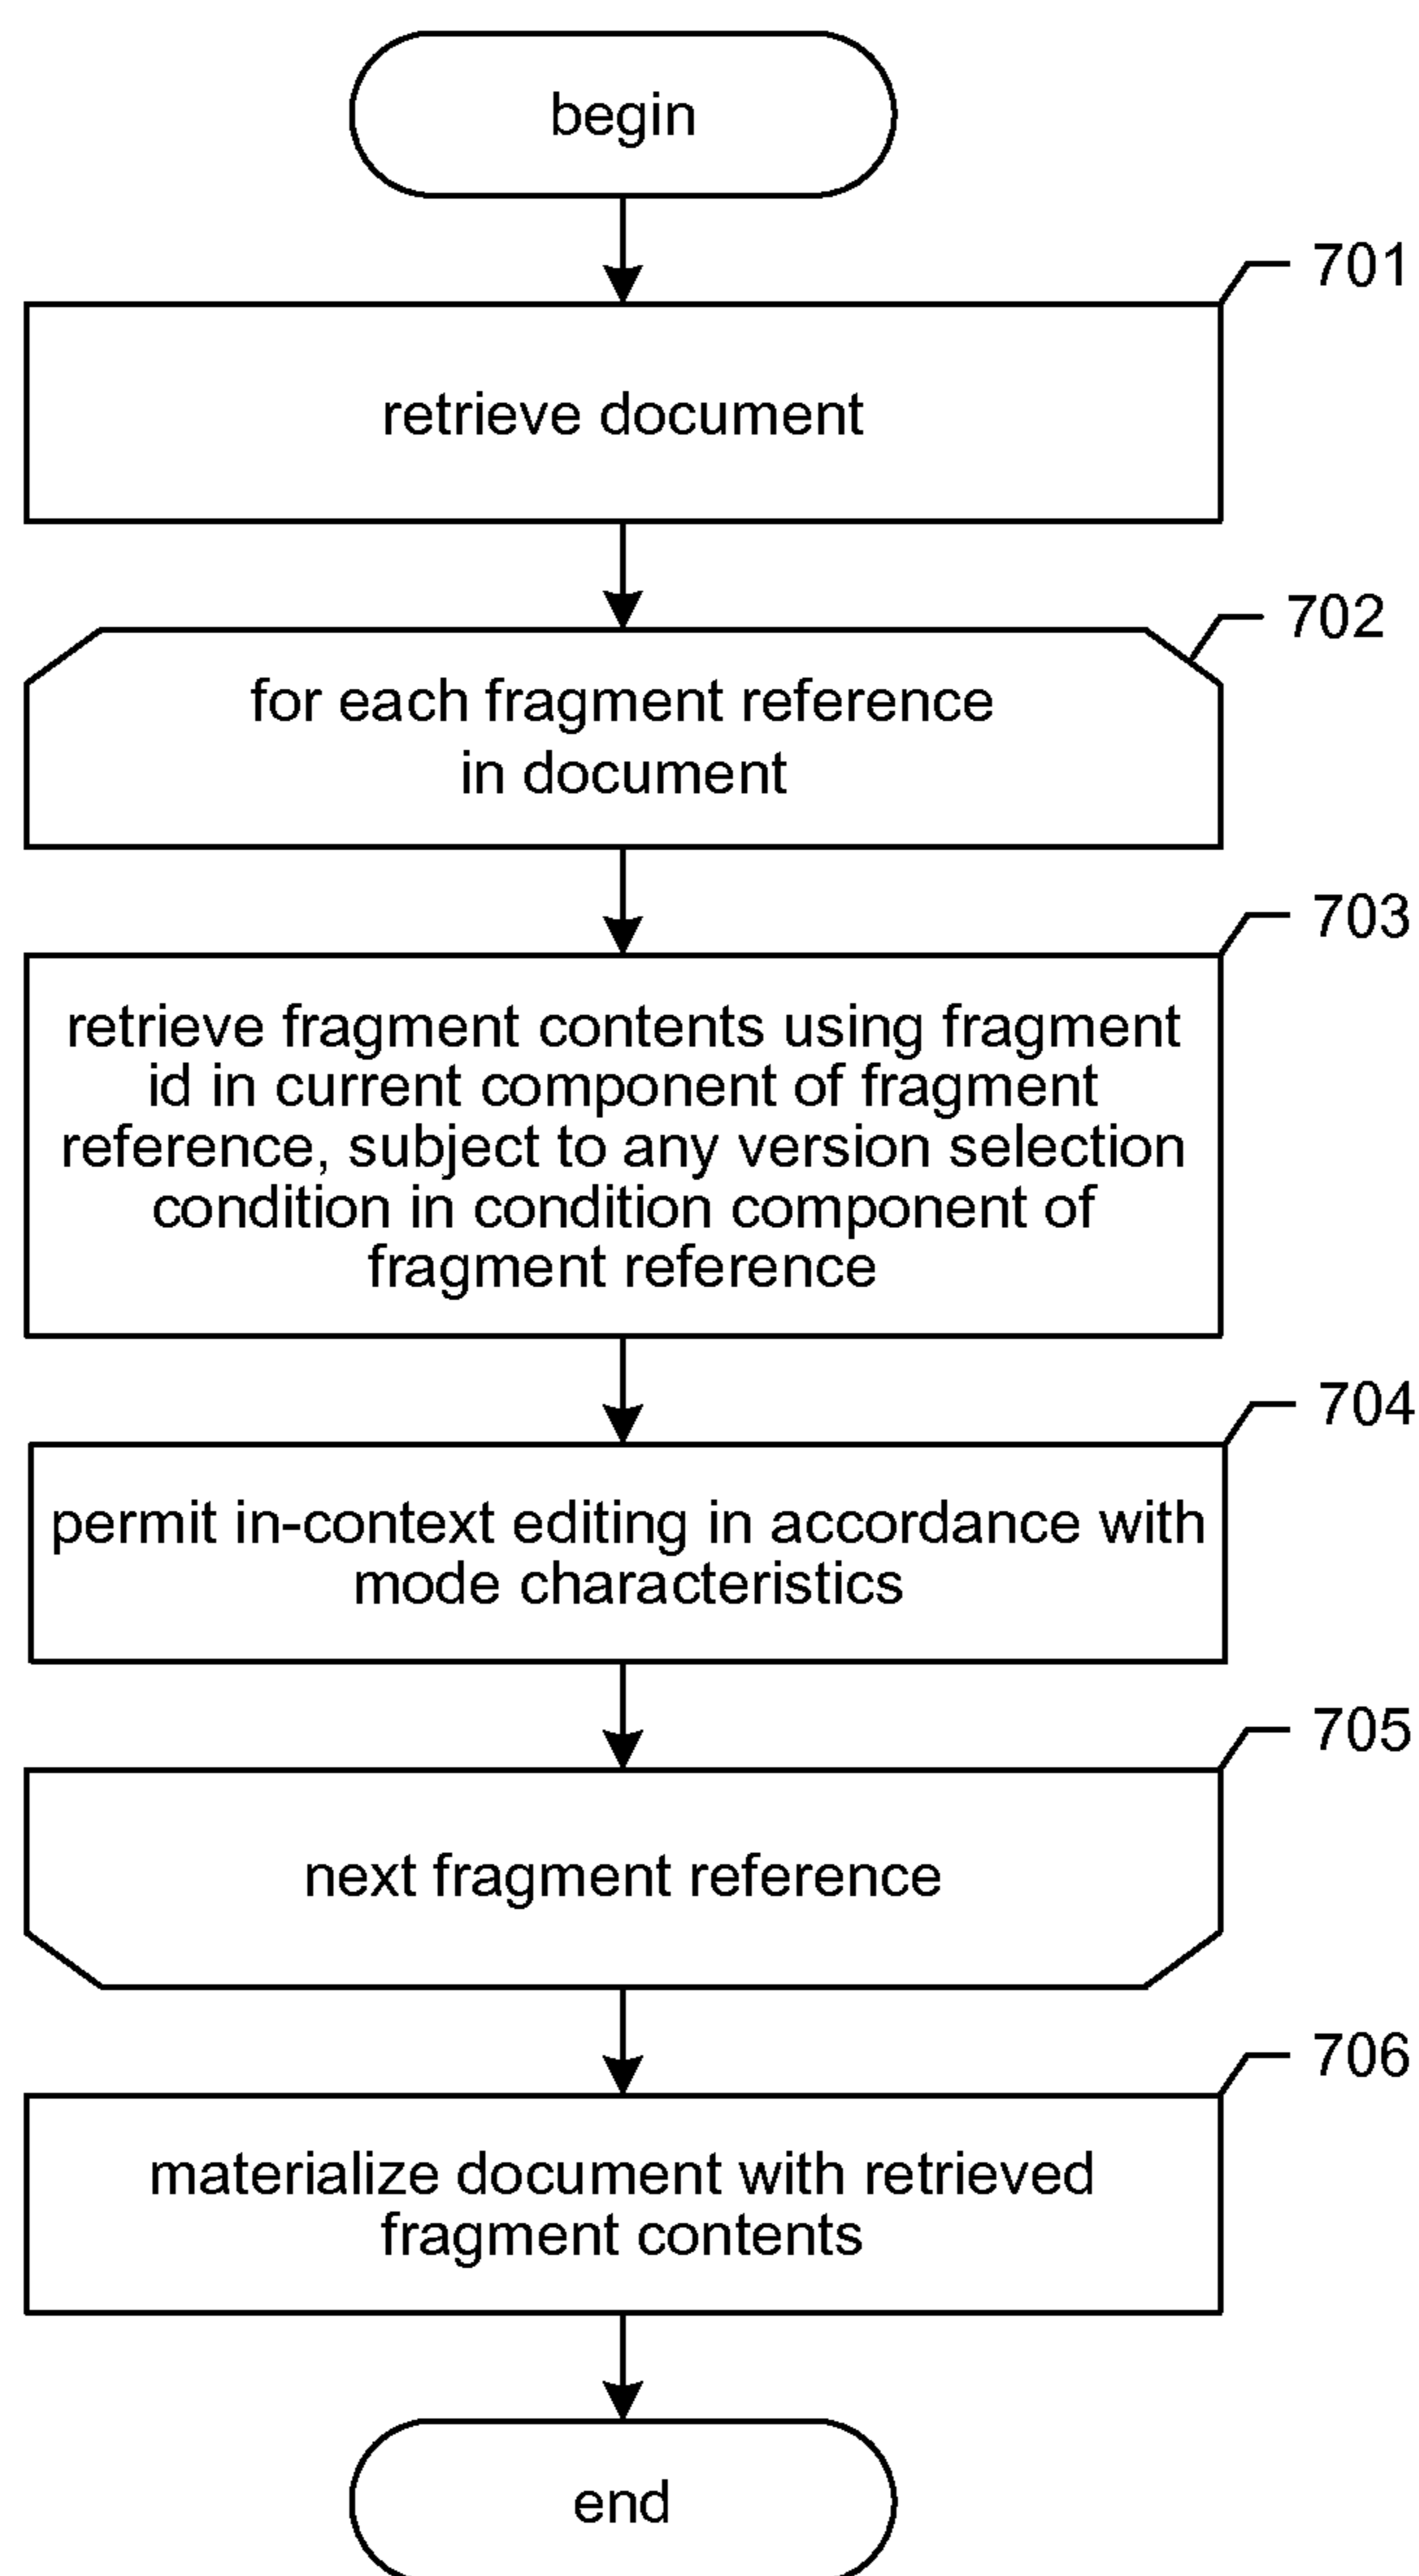 begin
701
retrieve document
702
for each fragment reference
in document
703
retrieve fragment contents using fragment
id in current component of fragment
reference, subject to any version selection
condition in condition component of
fragment reference
704
permit in-context editing in accordance with
mode characteristics
705
next fragment reference
706
materialize document with retrieved
fragment contents
end